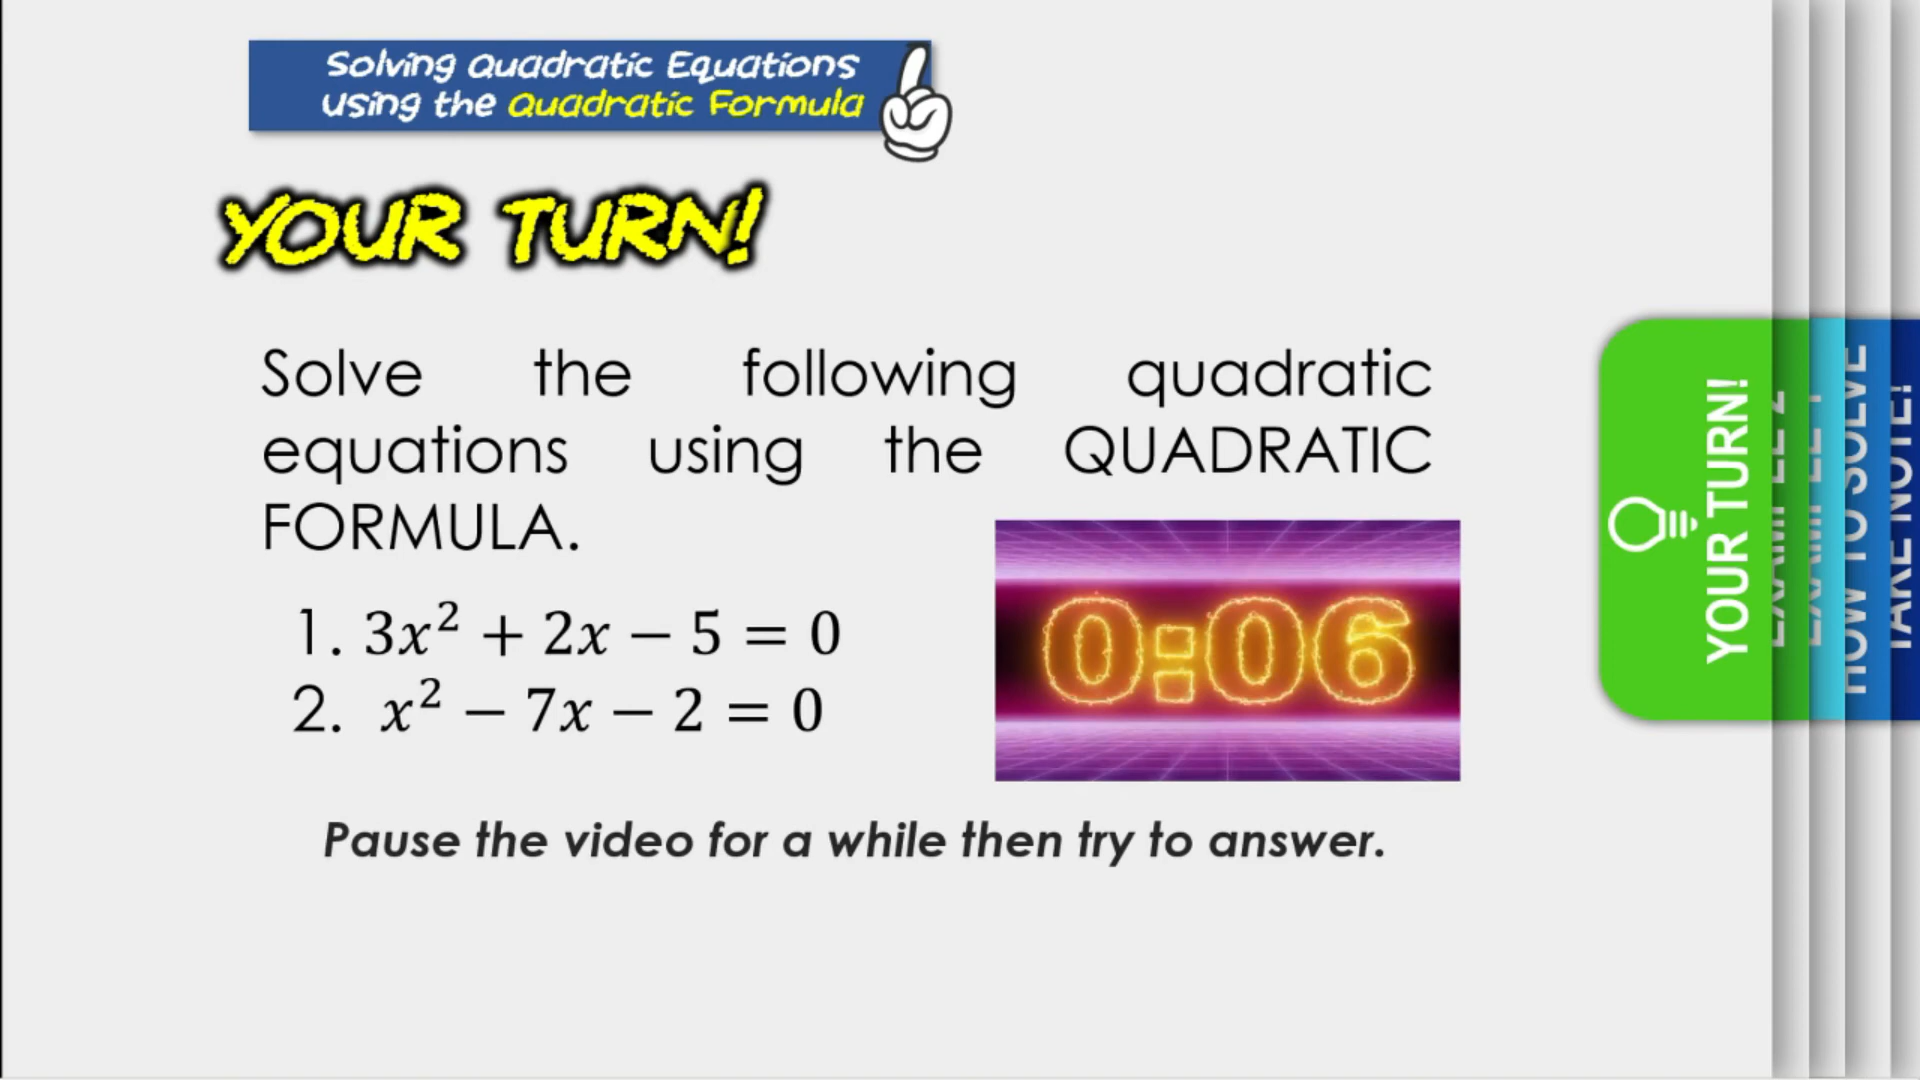 Solving Quadratic Equations
using the Quadratic Formula
YOUR TURN!
Solve the following quadratic
equations using the QUADRATIC
FORMULA.
1. 3x² + 2x − 5 = 0
2. x² − 7x − 2 = 0
0:06
Pause the video for a while then try to answer.
YOUR TURN!
HOW TO SOLVE
TAKE NOTE!